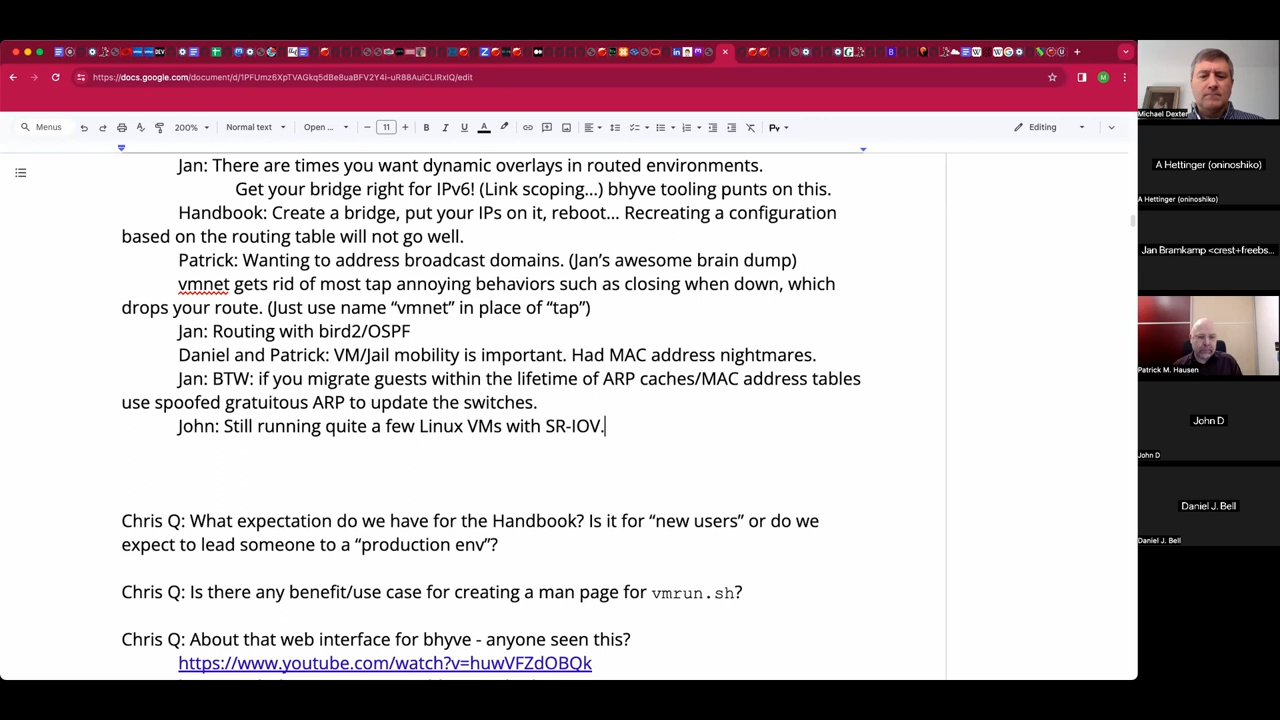 https://docs.google.com/document/d/1PFUmz6XpTVAGkq5dBe8uaBFV2Y4i-uR88AuiCLIRxIQ/edit
M
Menus
200%
Normal text
Open ...
11
Editing
Jan: There are times you want dynamic overlays in routed environments.
Get your bridge right for IPv6! (Link scoping...) bhyve tooling punts on this.
Handbook: Create a bridge, put your IPs on it, reboot... Recreating a configuration
based on the routing table will not go well.
Patrick: Wanting to address broadcast domains. (Jan’s awesome brain dump)
vmnet gets rid of most tap annoying behaviors such as closing when down, which
drops your route. (Just use name “vmnet” in place of “tap”)
Jan: Routing with bird2/OSPF
Daniel and Patrick: VM/Jail mobility is important. Had MAC address nightmares.
Jan: BTW: if you migrate guests within the lifetime of ARP caches/MAC address tables
use spoofed gratuitous ARP to update the switches.
John: Still running quite a few Linux VMs with SR-IOV.
Chris Q: What expectation do we have for the Handbook? Is it for “new users” or do we
expect to lead someone to a “production env”?
Chris Q: Is there any benefit/use case for creating a man page for vmrun.sh?
Chris Q: About that web interface for bhyve - anyone seen this?
https://www.youtube.com/watch?v=huwVFZdOBQk
Michael Dexter
A Hettinger (oninoshiko)
A Hettinger (oninoshiko)
Jan Bramkamp <crest+freebs...
Patrick M. Hausen
John D
John D
Daniel J. Bell
Daniel J. Bell